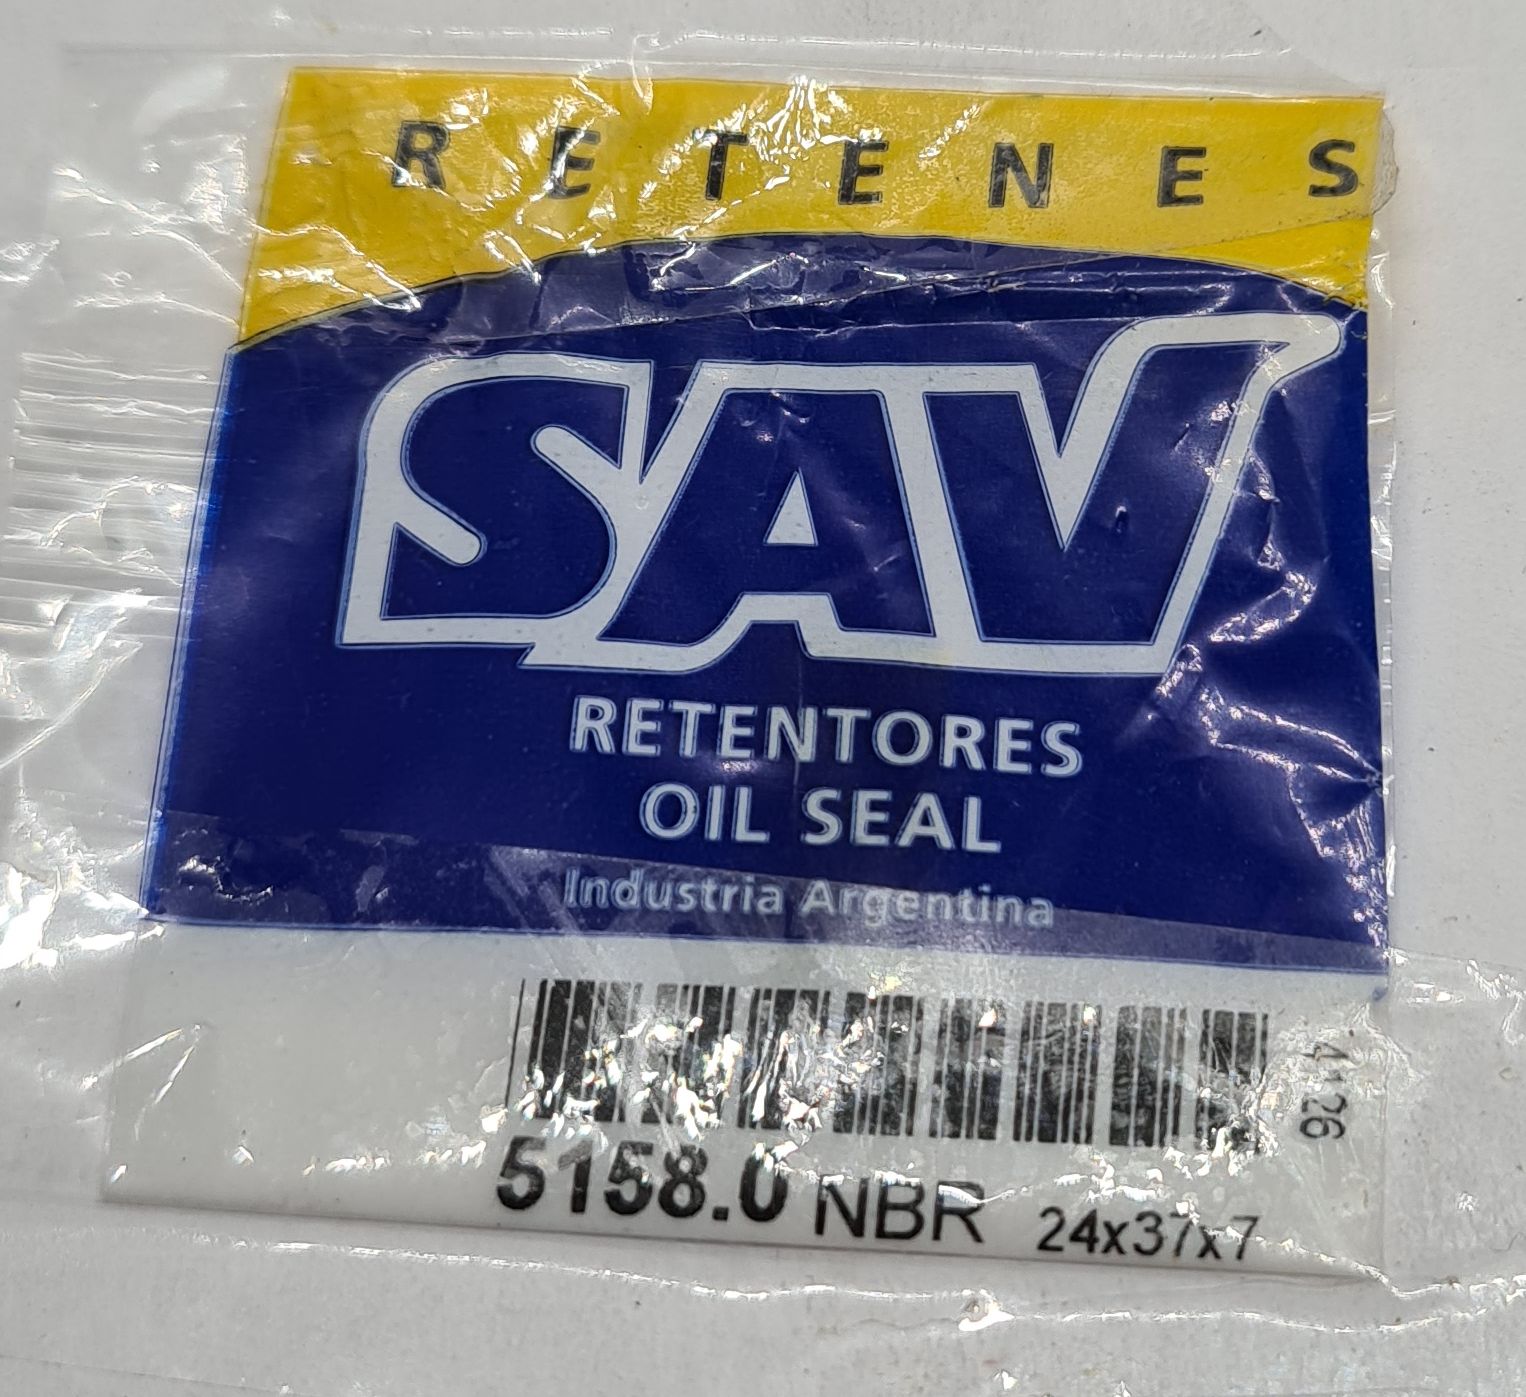 RETENES
SAV
RETENTORES
OIL SEAL
Industria Argentina
5158.0 NBR 24x37x7